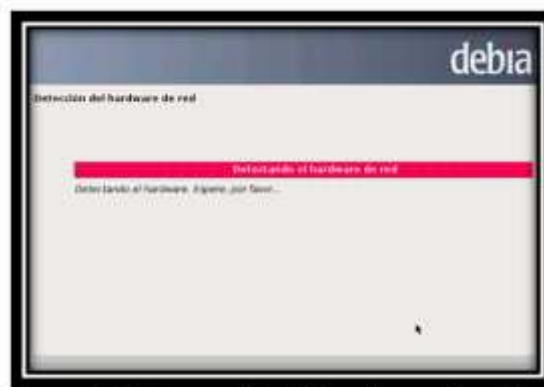 debia
Detección del hardware de red
Detectando el hardware de red
Detectando el hardware. Espere, por favor...